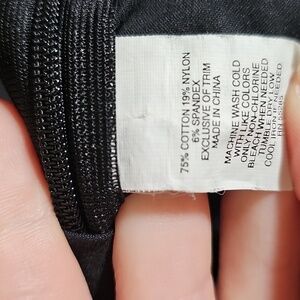 75% COTTON 19% NYLON
6% SPANDEX
EXCLUSIVE OF TRIM
MADE IN CHINA
MACHINE WASH COLD
WITH LIKE COLORS
BLEACH NON-CHLORINE
WHEN NEEDED
TUMBLE DRY LOW
COOL IRON IF NEEDED